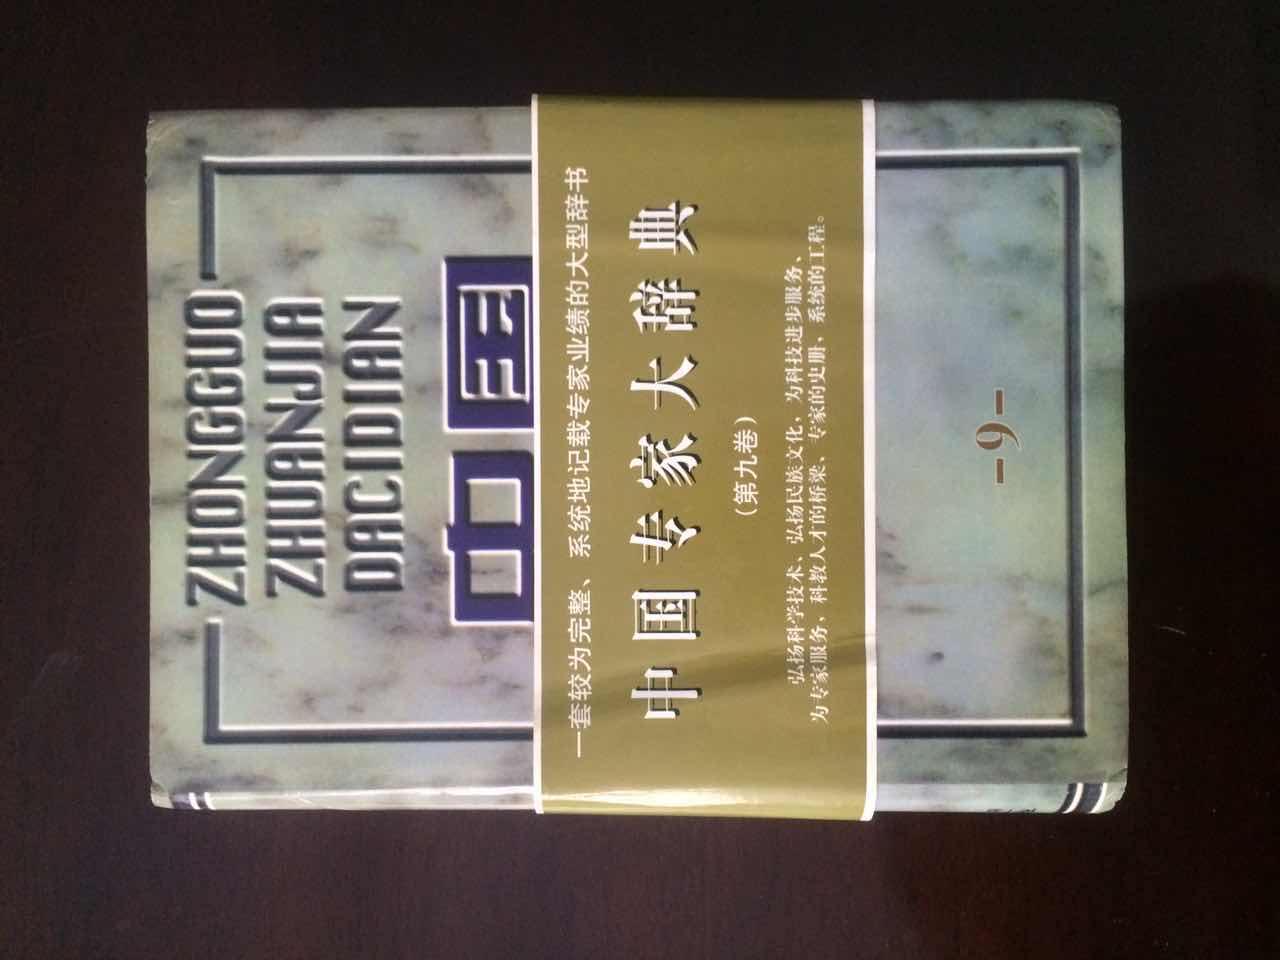 ZHONGGUO
ZHUANJIA
DACIDIAN
中国
一套较为完整、系统地记载专家业绩的大型辞书
中国专家大辞典
(第九卷)
弘扬科学技术、弘扬民族文化，为科技进步服务、
为专家服务，科教人才的桥梁、专家的史册，系统的工程。
-9-